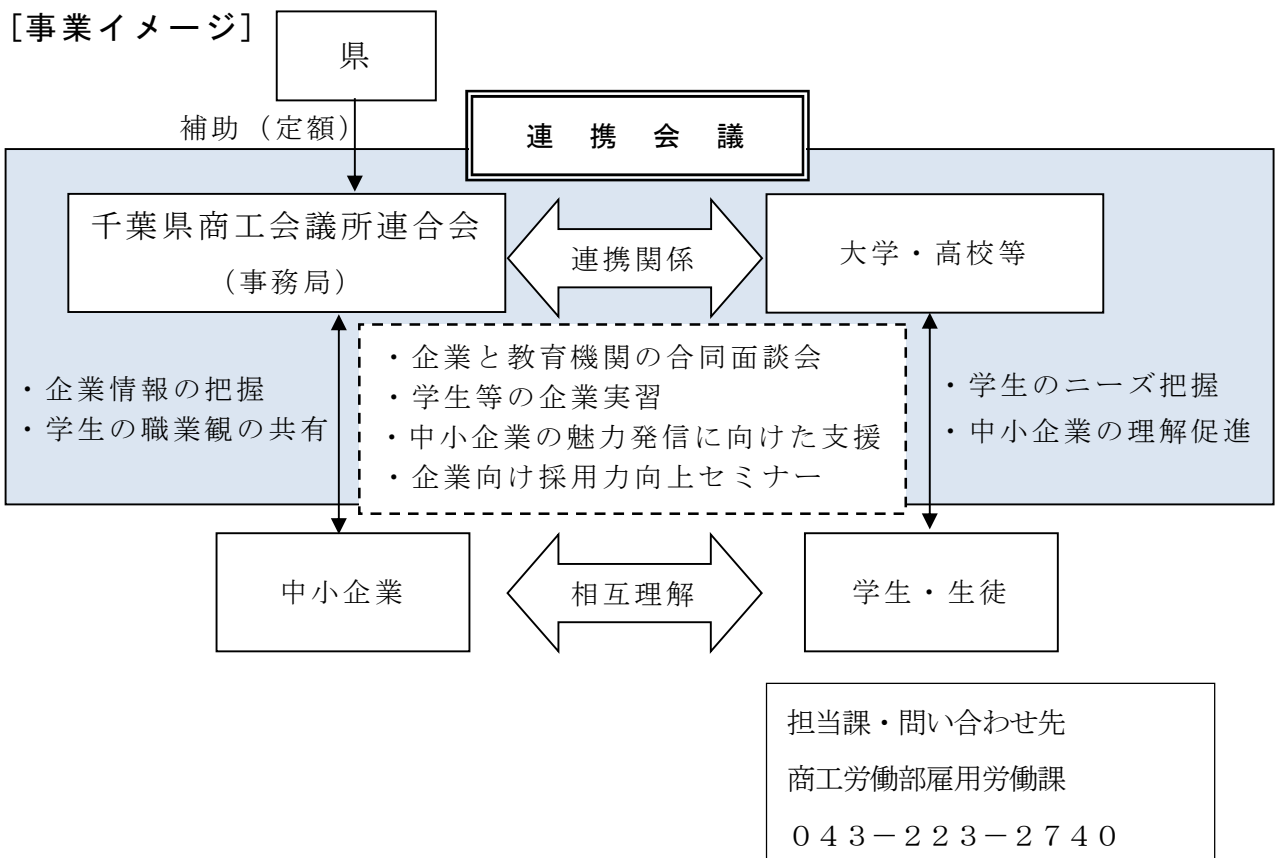 [事業イメージ]
県
補助（定額）
連携会議
千葉県商工会議所連合会
（事務局）
連携関係
大学・高校等
・企業情報の把握
・学生の職業観の共有
・企業と教育機関の合同面談会
・学生等の企業実習
・中小企業の魅力発信に向けた支援
・企業向け採用力向上セミナー
・学生のニーズ把握
・中小企業の理解促進
中小企業
相互理解
学生・生徒
担当課・問い合わせ先
商工労働部雇用労働課
０４３－２２３－２７４０